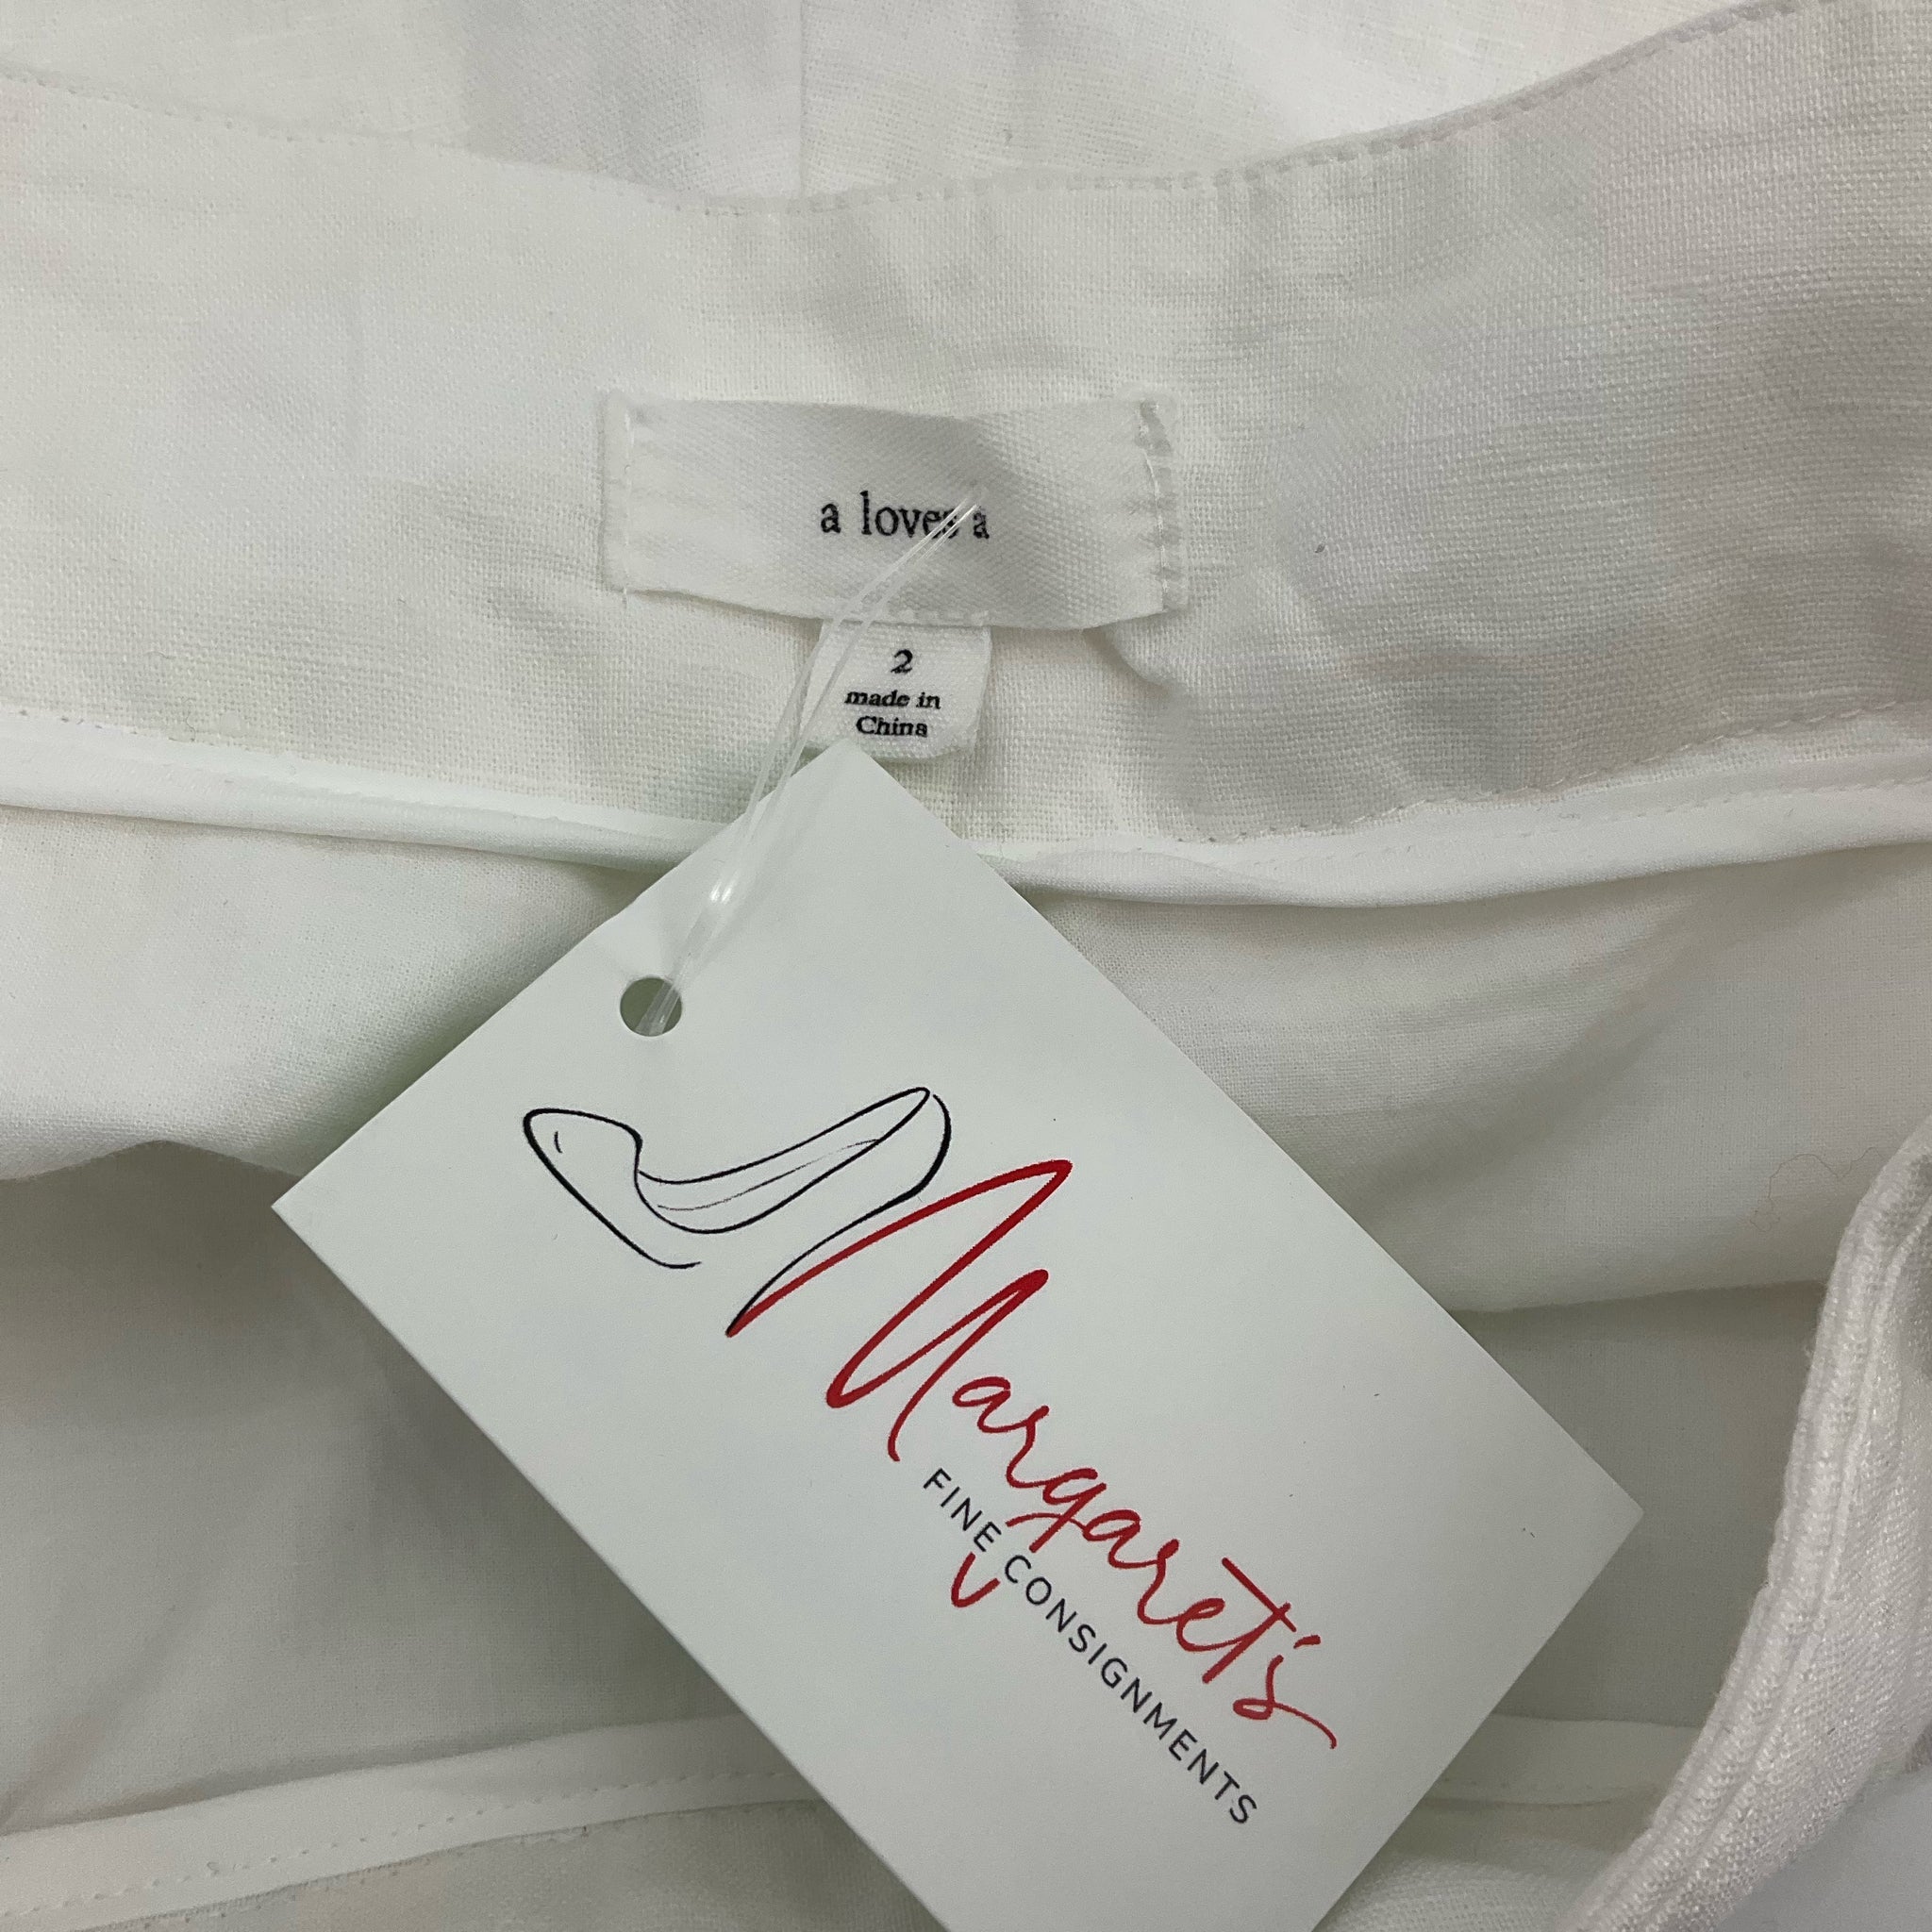 a loves a
2
made in
China
Margaret's
FINE CONSIGNMENTS